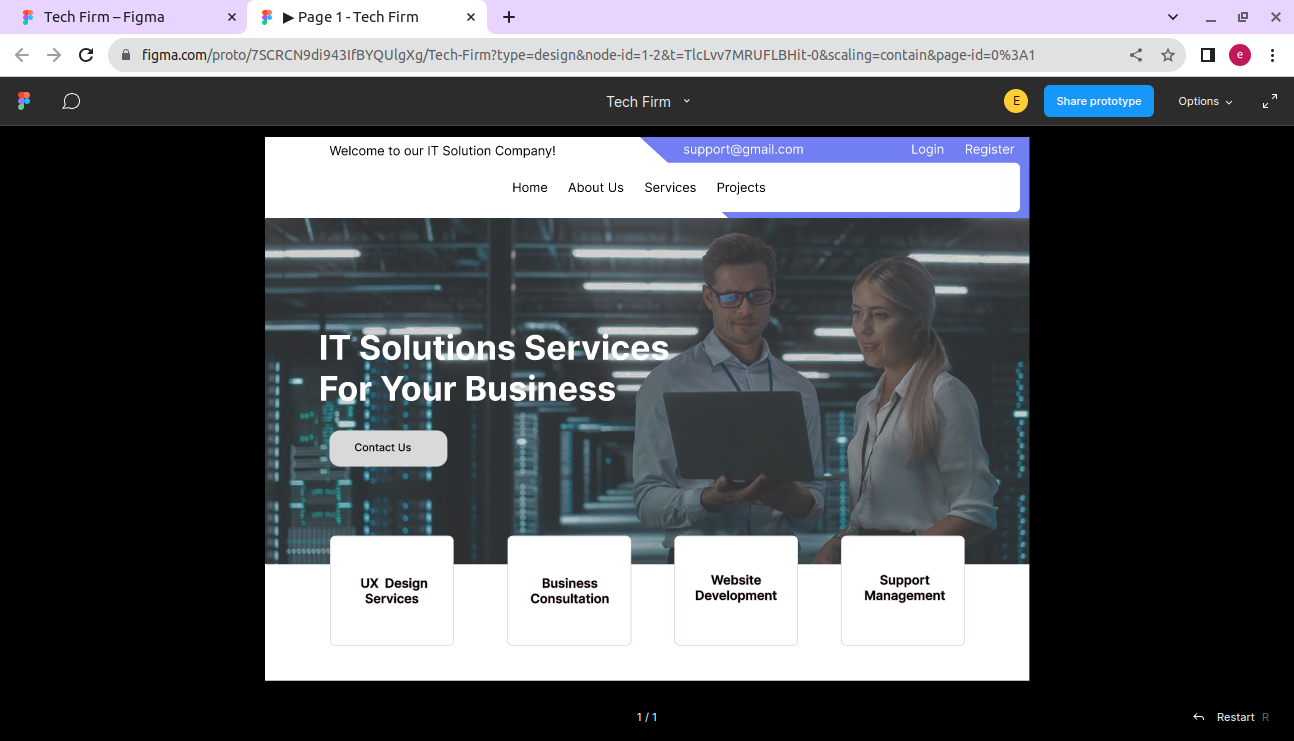 Tech Firm – Figma
▶ Page 1 - Tech Firm
figma.com/proto/7SCRCN9di943IfBYQUlgXg/Tech-Firm?type=design&node-id=1-2&t=TlcLvv7MRUFLBHit-0&scaling=contain&page-id=0%3A1
e
Tech Firm
E
Share prototype
Options
Welcome to our IT Solution Company!
support@gmail.com
Login
Register
Home
About Us
Services
Projects
IT Solutions Services
For Your Business
Contact Us
UX Design
Services
Business
Consultation
Website
Development
Support
Management
1 / 1
Restart R